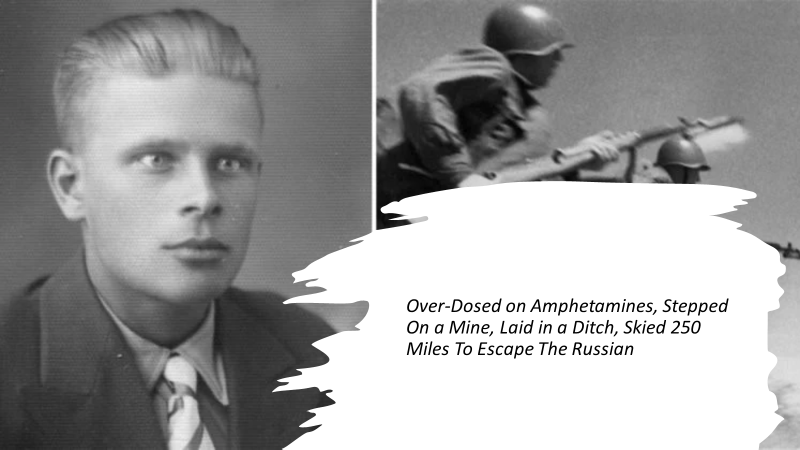 Over-Dosed on Amphetamines, Stepped
On a Mine, Laid in a Ditch, Skied 250
Miles To Escape The Russian